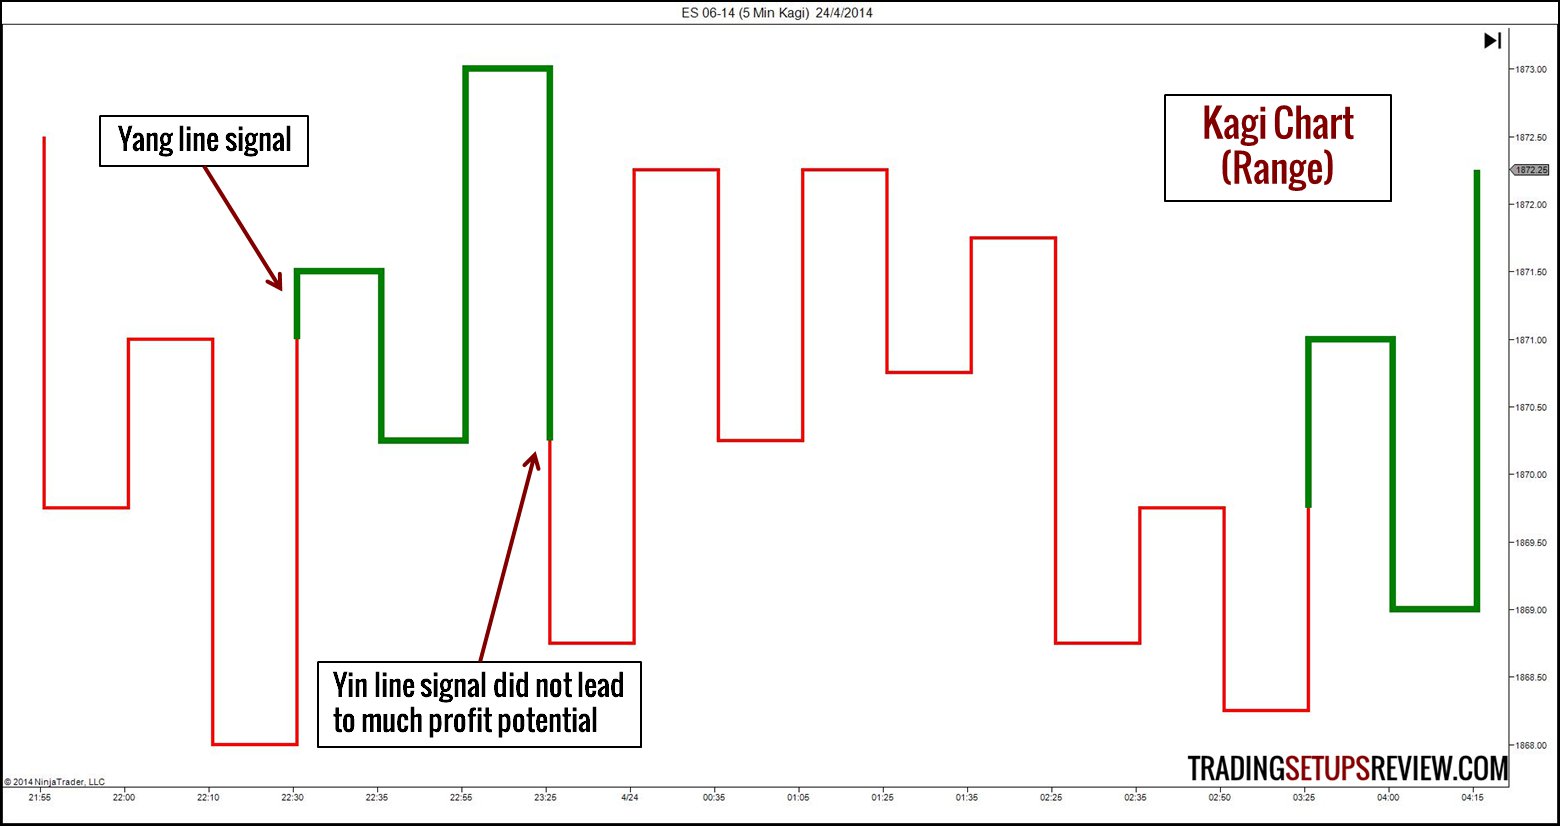 ES 06-14 (5 Min Kagi) 24/4/2014
Yang line signal
Kagi Chart
(Range)
Yin line signal did not lead
to much profit potential
1873.00
1872.50
1872.25
1872.00
1871.50
1871.00
1870.50
1870.00
1869.50
1869.00
1868.50
1868.00
TRADINGSETUPSREVIEW.COM
© 2014 NinjaTrader, LLC
21:55 22:00 22:10 22:30 22:35 22:55 23:25 4/24 00:35 01:05 01:25 01:35 02:25 02:35 02:50 03:25 04:00 04:15